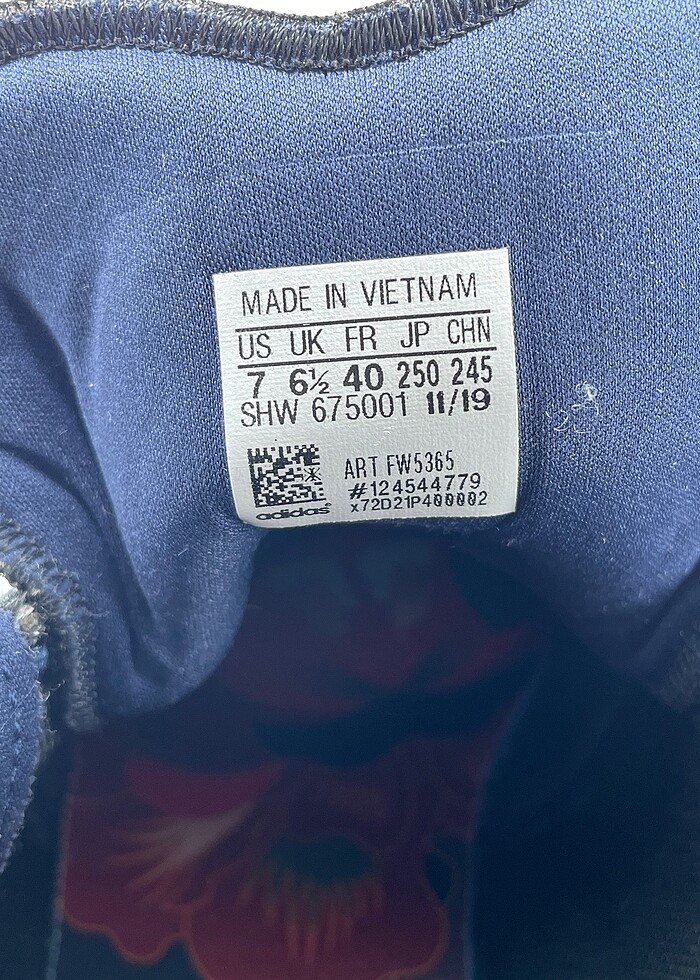 MADE IN VIETNAM
US UK FR JP CHN
7 6½ 40 250 245
SHW 675001 11/19
ART FW5365
#124544779
x72D21P400002
adidas®